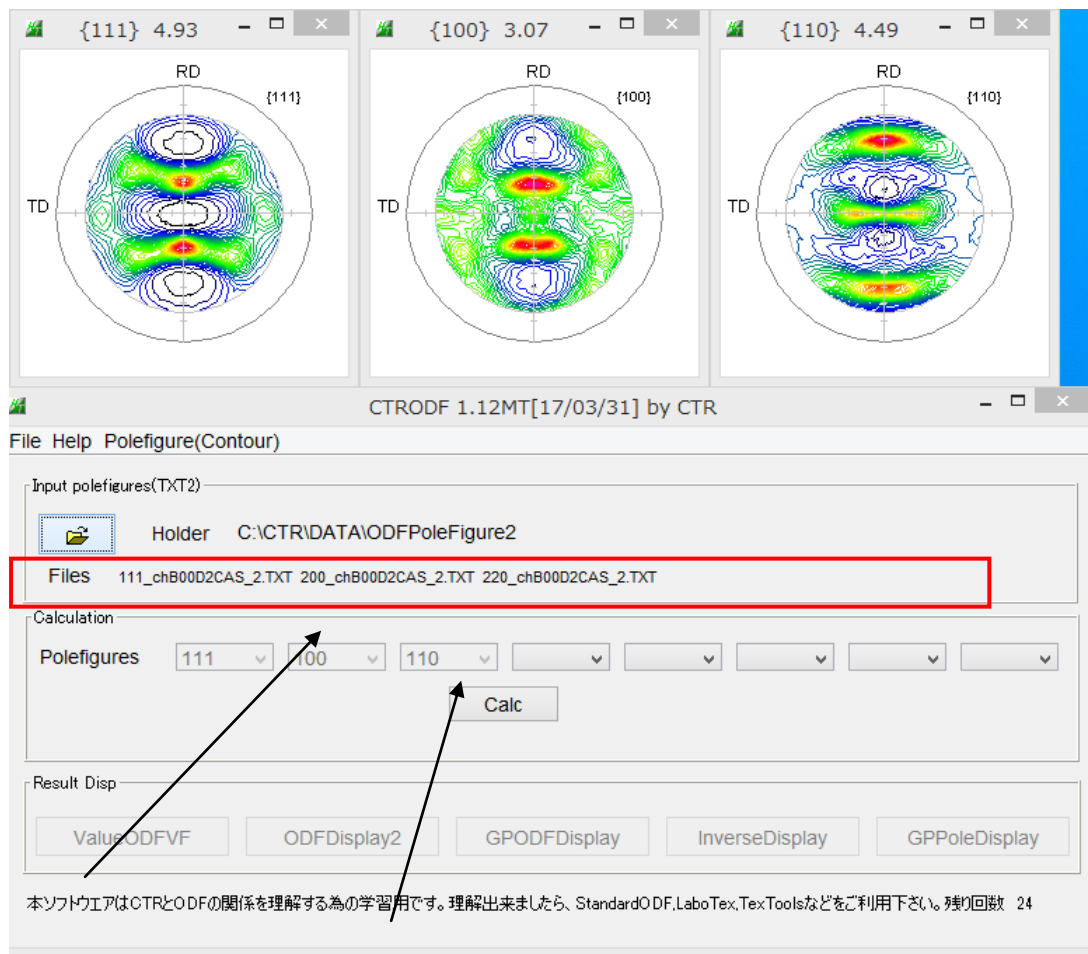 {111} 4.93
RD
{111}
TD
{100} 3.07
RD
{100}
TD
{110} 4.49
RD
{110}
TD
CTRODF 1.12MT[17/03/31] by CTR
File Help Polefigure(Contour)
Input polefigures(TXT2)
Holder C:\CTR\DATA\ODFPoleFigure2
Files 111_chB00D2CAS_2.TXT 200_chB00D2CAS_2.TXT 220_chB00D2CAS_2.TXT
Calculation
Polefigures 111 100 110
Calc
Result Disp
ValueODFVF ODFDisplay2 GPODFDisplay InverseDisplay GPPoleDisplay
本ソフトウエアはCTRとODFの関係を理解する為の学習用です。理解出来ましたら、StandardODF,LaboTex,TexToolsなどをご利用下さい。残り回数 24